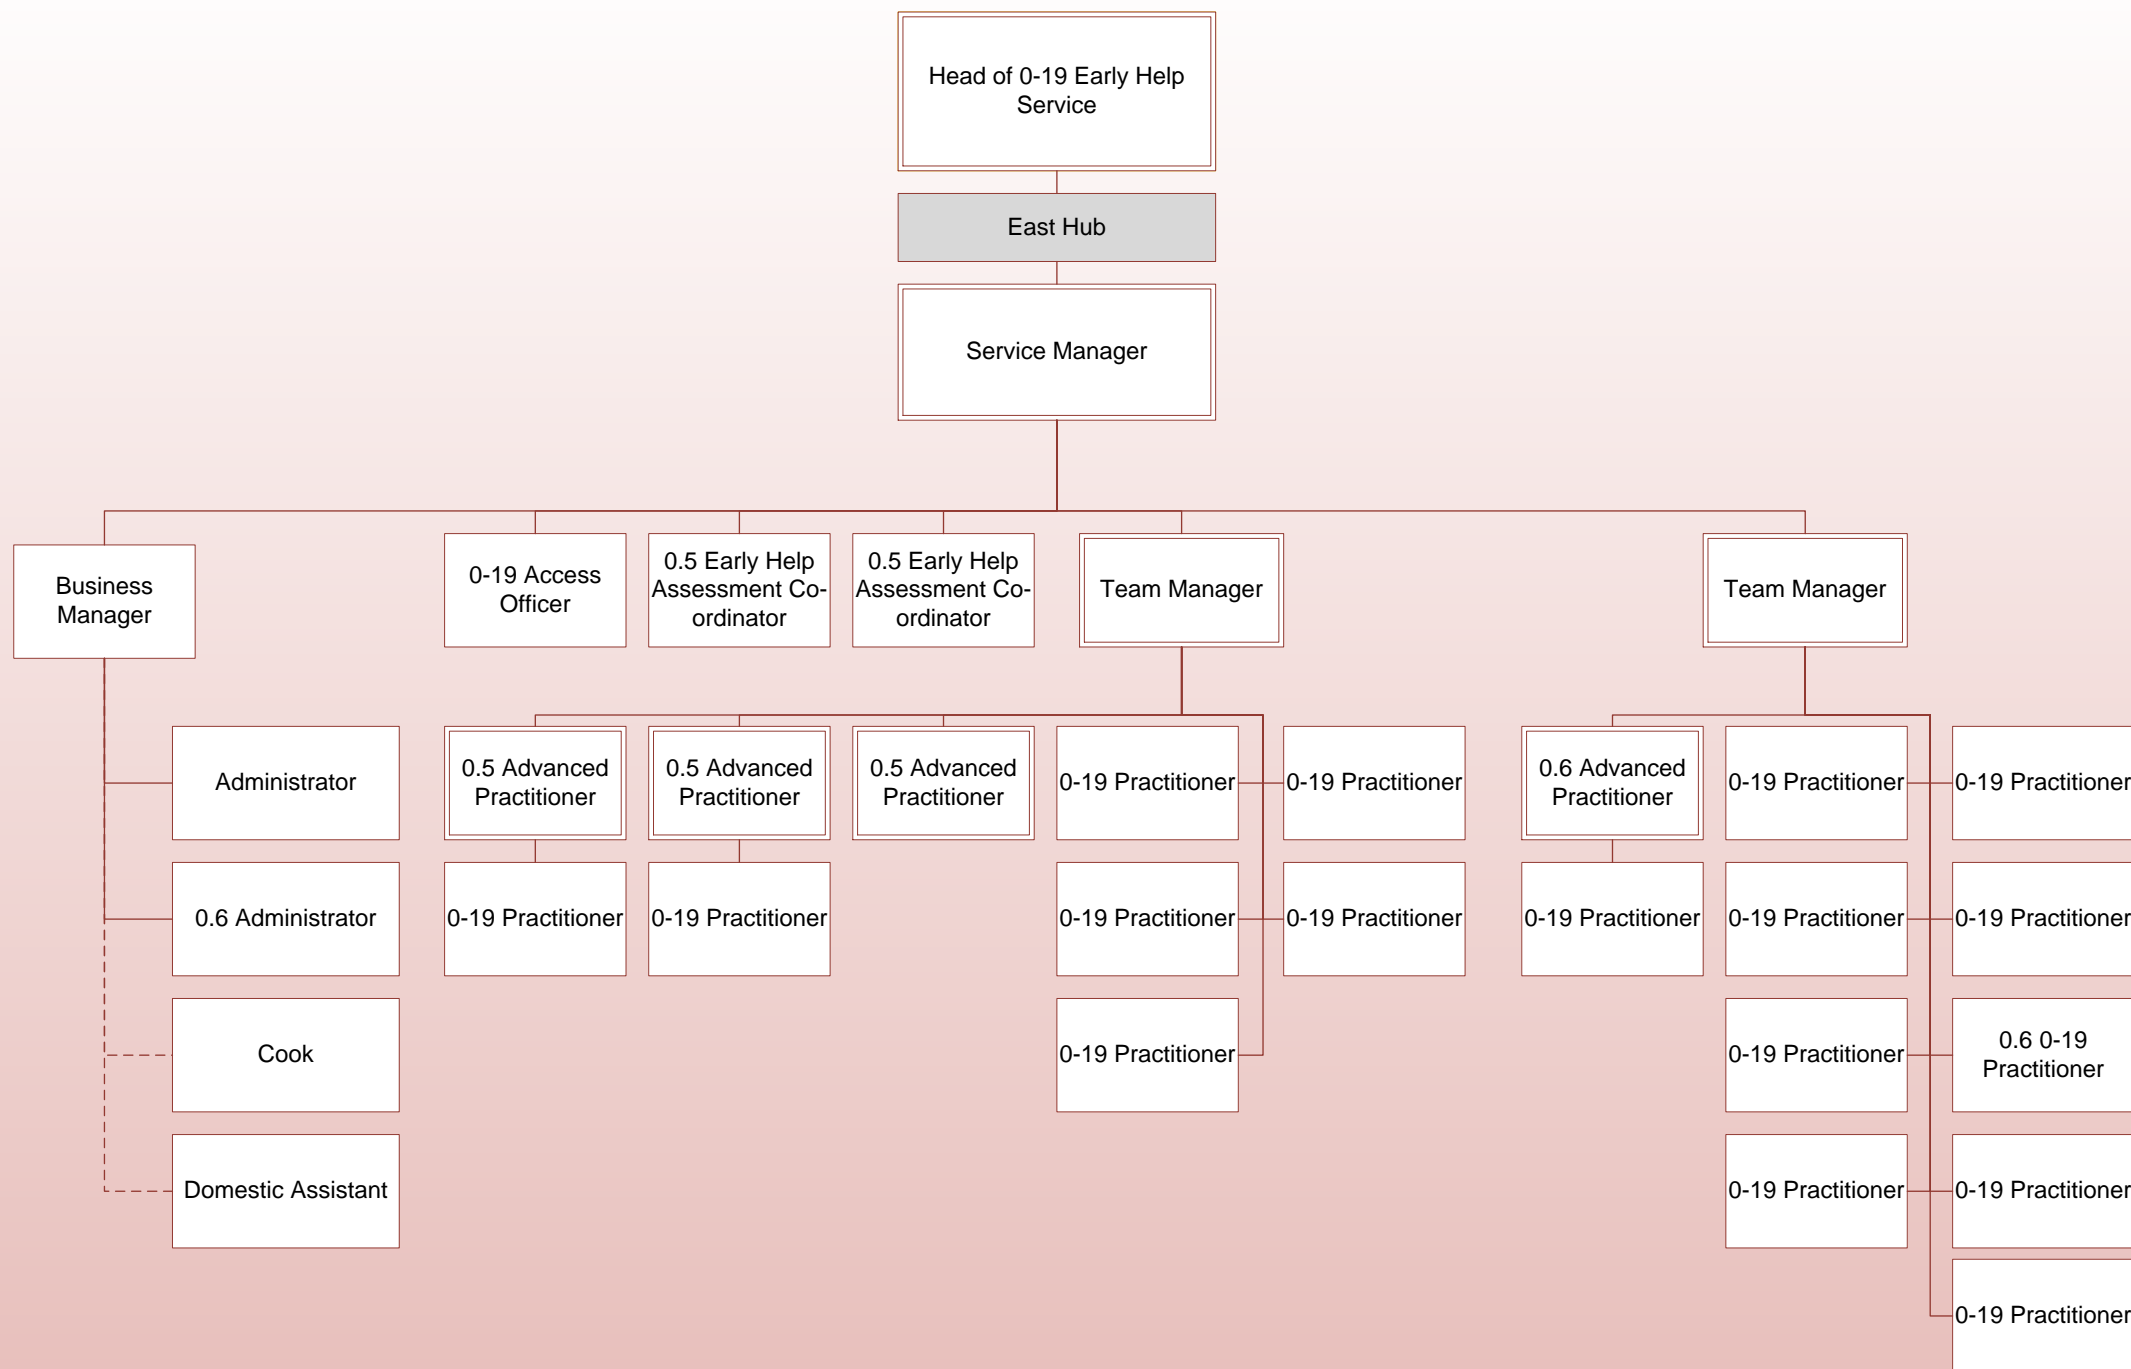 Head of 0-19 Early Help
Service
East Hub
Service Manager
Business
Manager
0-19 Access
Officer
0.5 Early Help
Assessment Co-
ordinator
0.5 Early Help
Assessment Co-
ordinator
Team Manager
Team Manager
Administrator
0.5 Advanced
Practitioner
0.5 Advanced
Practitioner
0.5 Advanced
Practitioner
0-19 Practitioner
0-19 Practitioner
0.6 Advanced
Practitioner
0-19 Practitioner
0-19 Practitioner
0.6 Administrator
0-19 Practitioner
0-19 Practitioner
0-19 Practitioner
0-19 Practitioner
0-19 Practitioner
0-19 Practitioner
0-19 Practitioner
Cook
0-19 Practitioner
0-19 Practitioner
0.6 0-19
Practitioner
Domestic Assistant
0-19 Practitioner
0-19 Practitioner
0-19 Practitioner